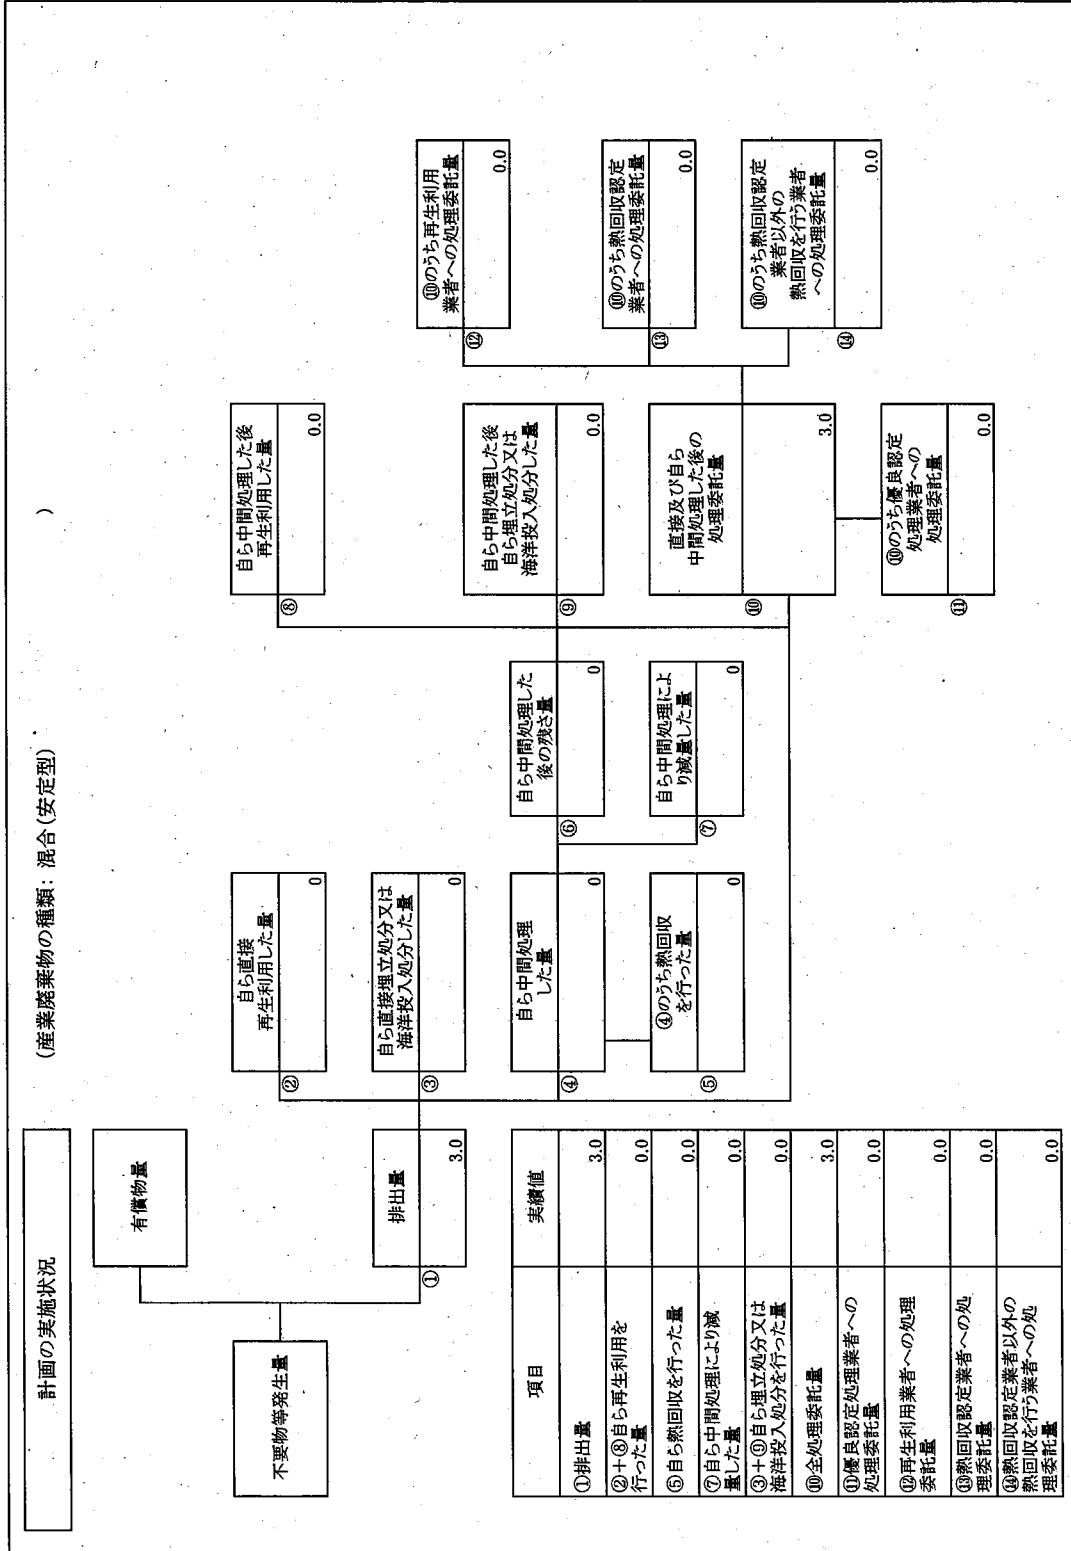 計画の実施状況
(産業廃棄物の種類: 混合(安定型)
)
不要物等発生量
有償物量
排出量
①
3.0
自ら直接
再生利用した量
②
0
自ら直接埋立処分又は
海洋投入処分した量
③
0
自ら中間処理
した量
④
0
④のうち熱回収
を行った量
⑤
0
自ら中間処理した
後の残さ量
⑥
0
自ら中間処理によ
り減量した量
⑦
0
自ら中間処理した後
再生利用した量
⑧
0.0
自ら中間処理した後
自ら埋立処分又は
海洋投入処分した量
⑨
0.0
直接及び自ら
中間処理した後の
処理委託量
⑩
3.0
⑩のうち優良認定
処理業者への
処理委託量
⑪
0.0
⑩のうち再生利用
業者への処理委託量
⑫
0.0
⑩のうち熱回収認定
業者への処理委託量
⑬
0.0
⑩のうち熱回収認定
業者以外の
熱回収を行う業者
への処理委託量
⑭
0.0
項目
実績値
①排出量
3.0
②+⑧自ら再生利用を
行った量
0.0
⑤自ら熱回収を行った量
0.0
⑦自ら中間処理により減
量した量
0.0
③+⑨自ら埋立処分又は
海洋投入処分を行った量
0.0
⑩全処理委託量
3.0
⑪優良認定処理業者への
処理委託量
0.0
⑫再生利用業者への処理
委託量
0.0
⑬熱回収認定業者への処
理委託量
0.0
⑭熱回収認定業者以外の
熱回収を行う業者への処
理委託量
0.0